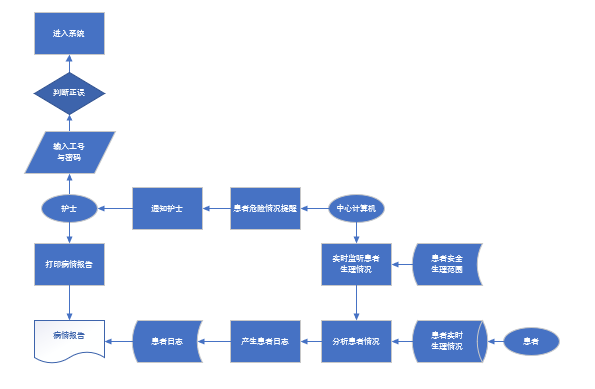 进入系统
判断正误
输入工号
与密码
护士
通知护士
患者危险情况提醒
中心计算机
打印病情报告
实时监听患者
生理情况
患者安全
生理范围
病情报告
患者日志
产生患者日志
分析患者情况
患者实时
生理情况
患者